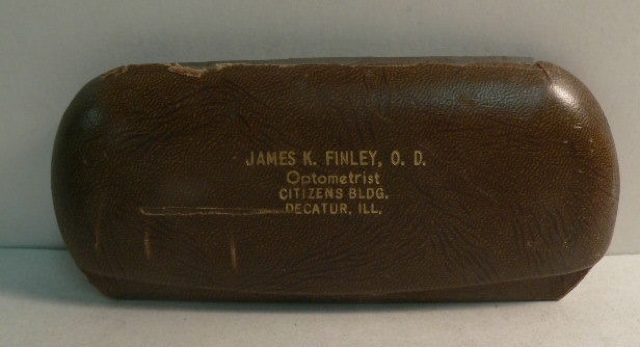 JAMES K. FINLEY, O. D.
Optometrist
CITIZENS BLDG.
DECATUR, ILL.